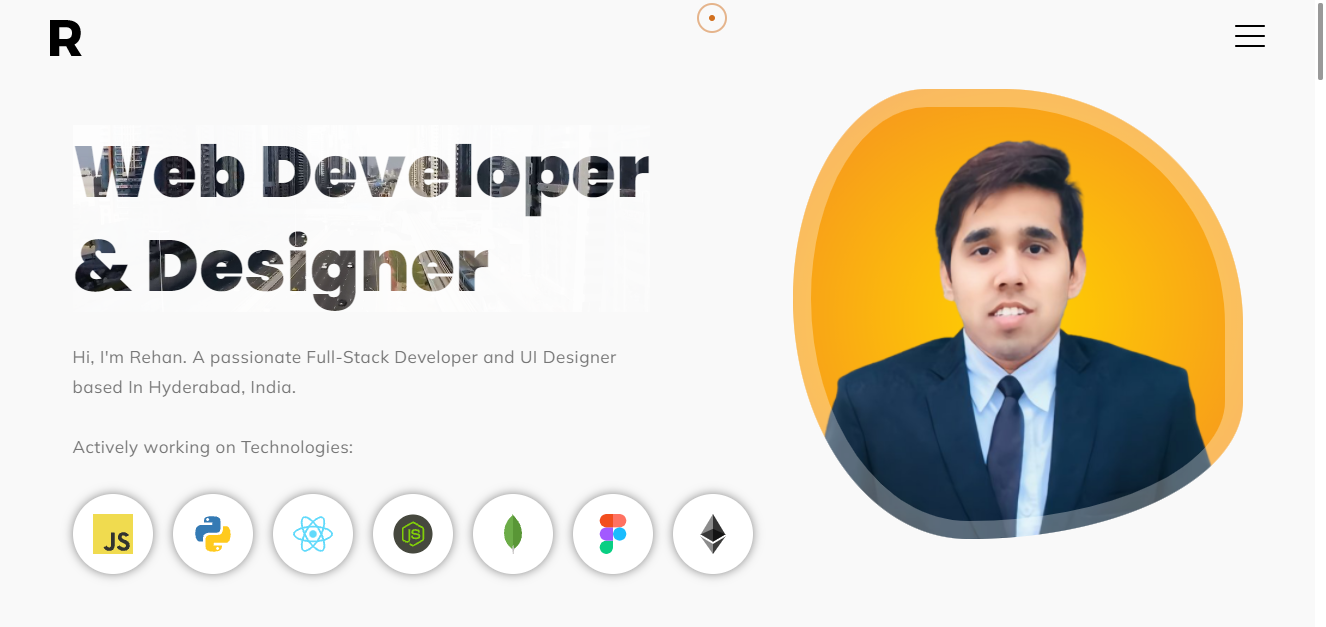 R
Web Developer
& Designer
Hi, I'm Rehan. A passionate Full-Stack Developer and UI Designer
based In Hyderabad, India.
Actively working on Technologies:
JS
JS